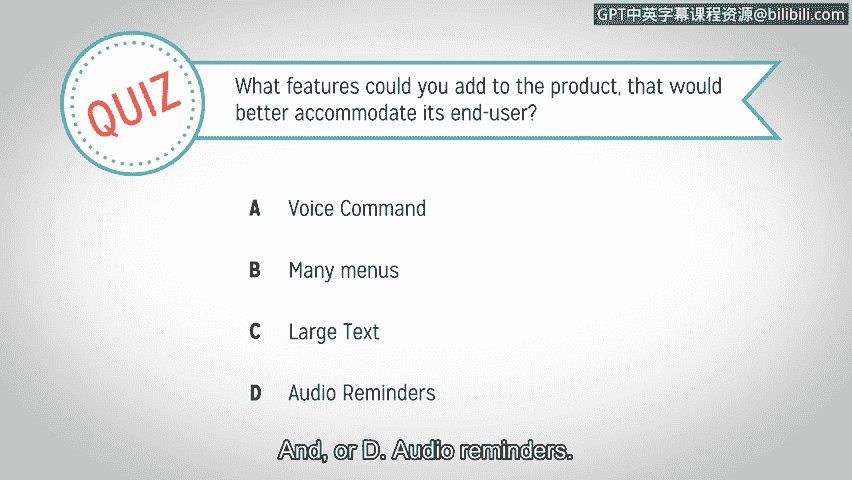 GPT中英字幕课程资源@bilibili.com
QUIZ
What features could you add to the product, that would
better accommodate its end-user?
A Voice Command
B Many menus
C Large Text
D Audio Reminders
And, or D. Audio reminders.